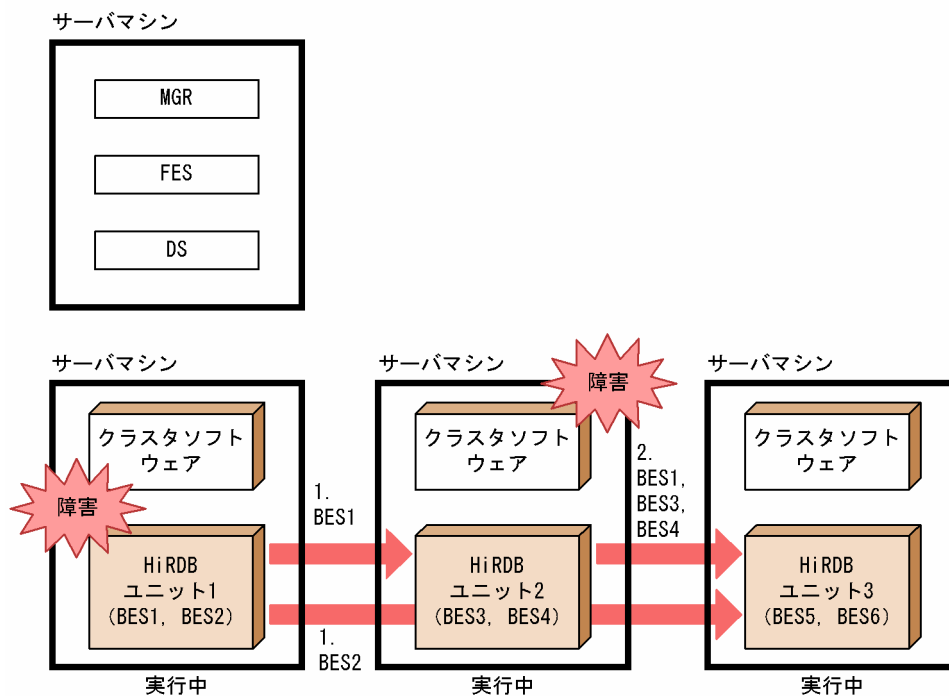 サーバマシン
MGR
FES
DS
サーバマシン
サーバマシン
サーバマシン
障害
クラスタソフト
ウェア
クラスタソフト
ウェア
クラスタソフト
ウェア
障害
1.
BES1
2.
BES1,
BES3,
BES4
HiRDB
ユニット1
(BES1, BES2)
HiRDB
ユニット2
(BES3, BES4)
HiRDB
ユニット3
(BES5, BES6)
1.
BES2
実行中
実行中
実行中